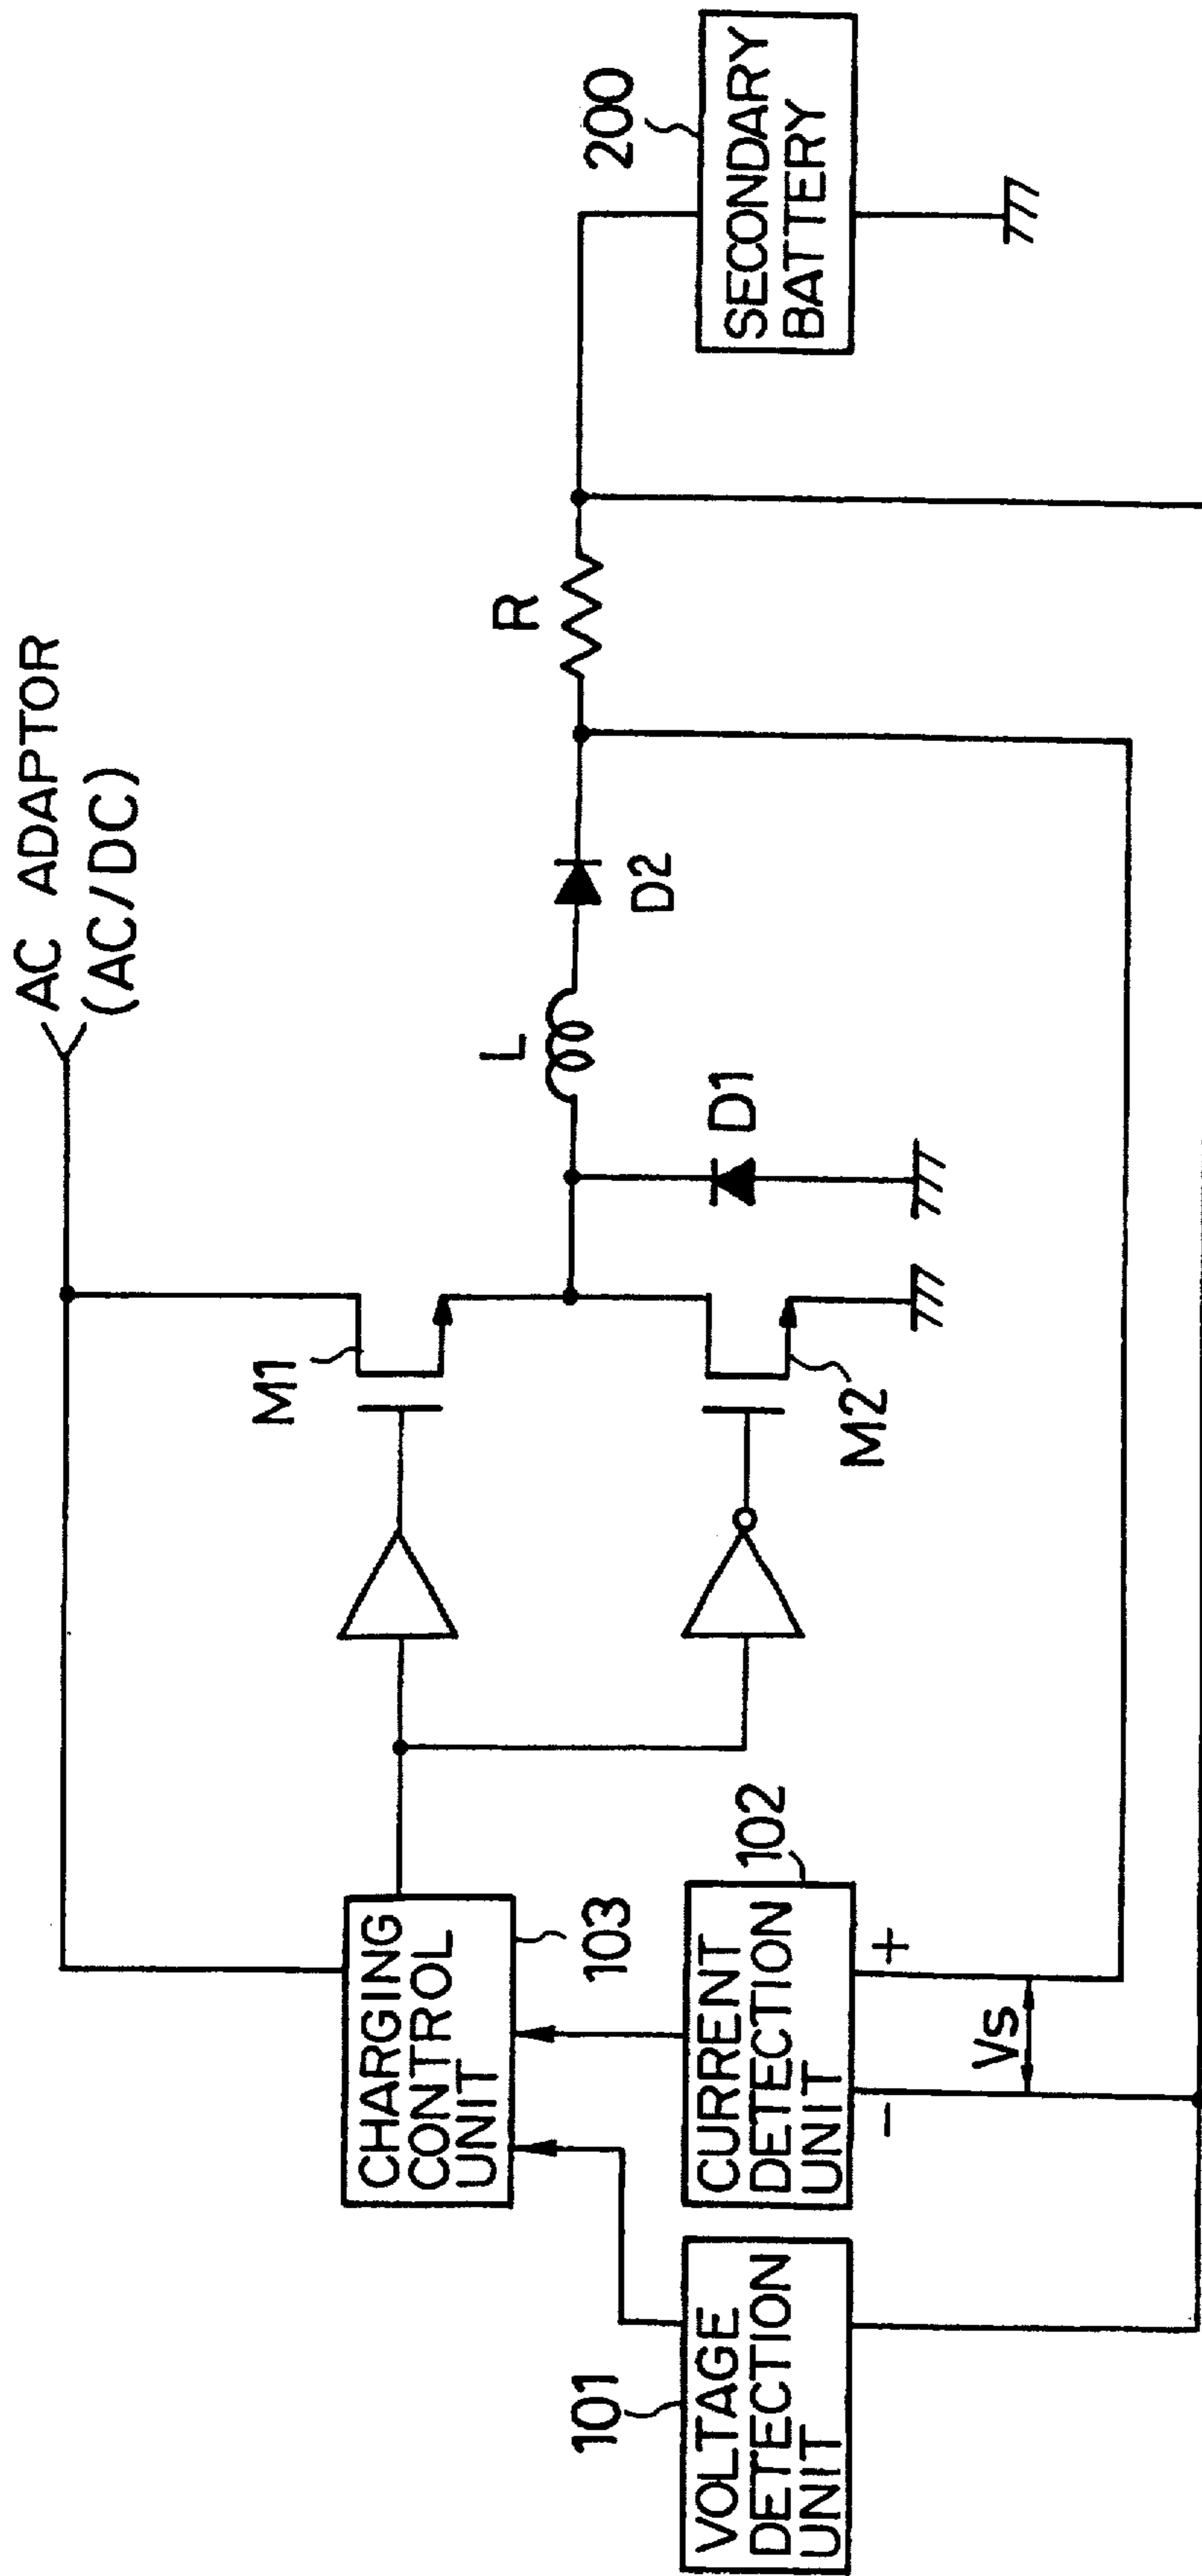 AC ADAPTOR
(AC/DC)
M1
L
R
200
SECONDARY
BATTERY
D2
D1
M2
CHARGING
CONTROL
UNIT
103
102
CURRENT
DETECTION
UNIT
+
-
Vs
101
VOLTAGE
DETECTION
UNIT